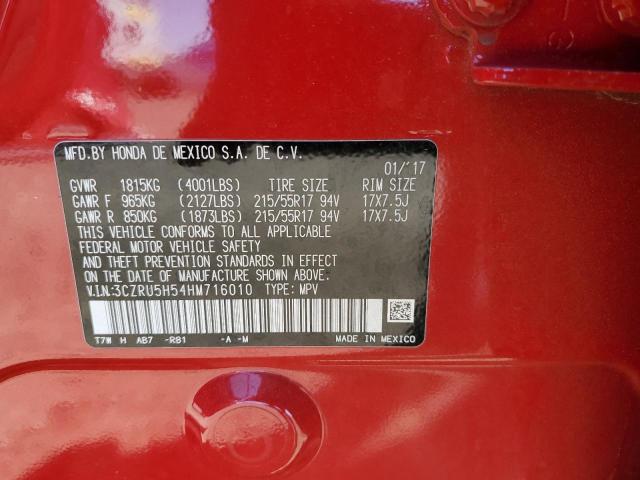 MFD.BY HONDA DE MEXICO S.A. DE C.V.
01/'17
GVWR 1815KG (4001LBS) TIRE SIZE RIM SIZE
GAWR F 965KG (2127LBS) 215/55R17 94V 17X7.5J
GAWR R 850KG (1873LBS) 215/55R17 94V 17X7.5J
THIS VEHICLE CONFORMS TO ALL APPLICABLE
FEDERAL MOTOR VEHICLE SAFETY
AND THEFT PREVENTION STANDARDS IN EFFECT
ON THE DATE OF MANUFACTURE SHOWN ABOVE.
V.I.N:3CZRU5H54HM716010 TYPE: MPV
T7W H AB7 -R81 -A -M MADE IN MEXICO